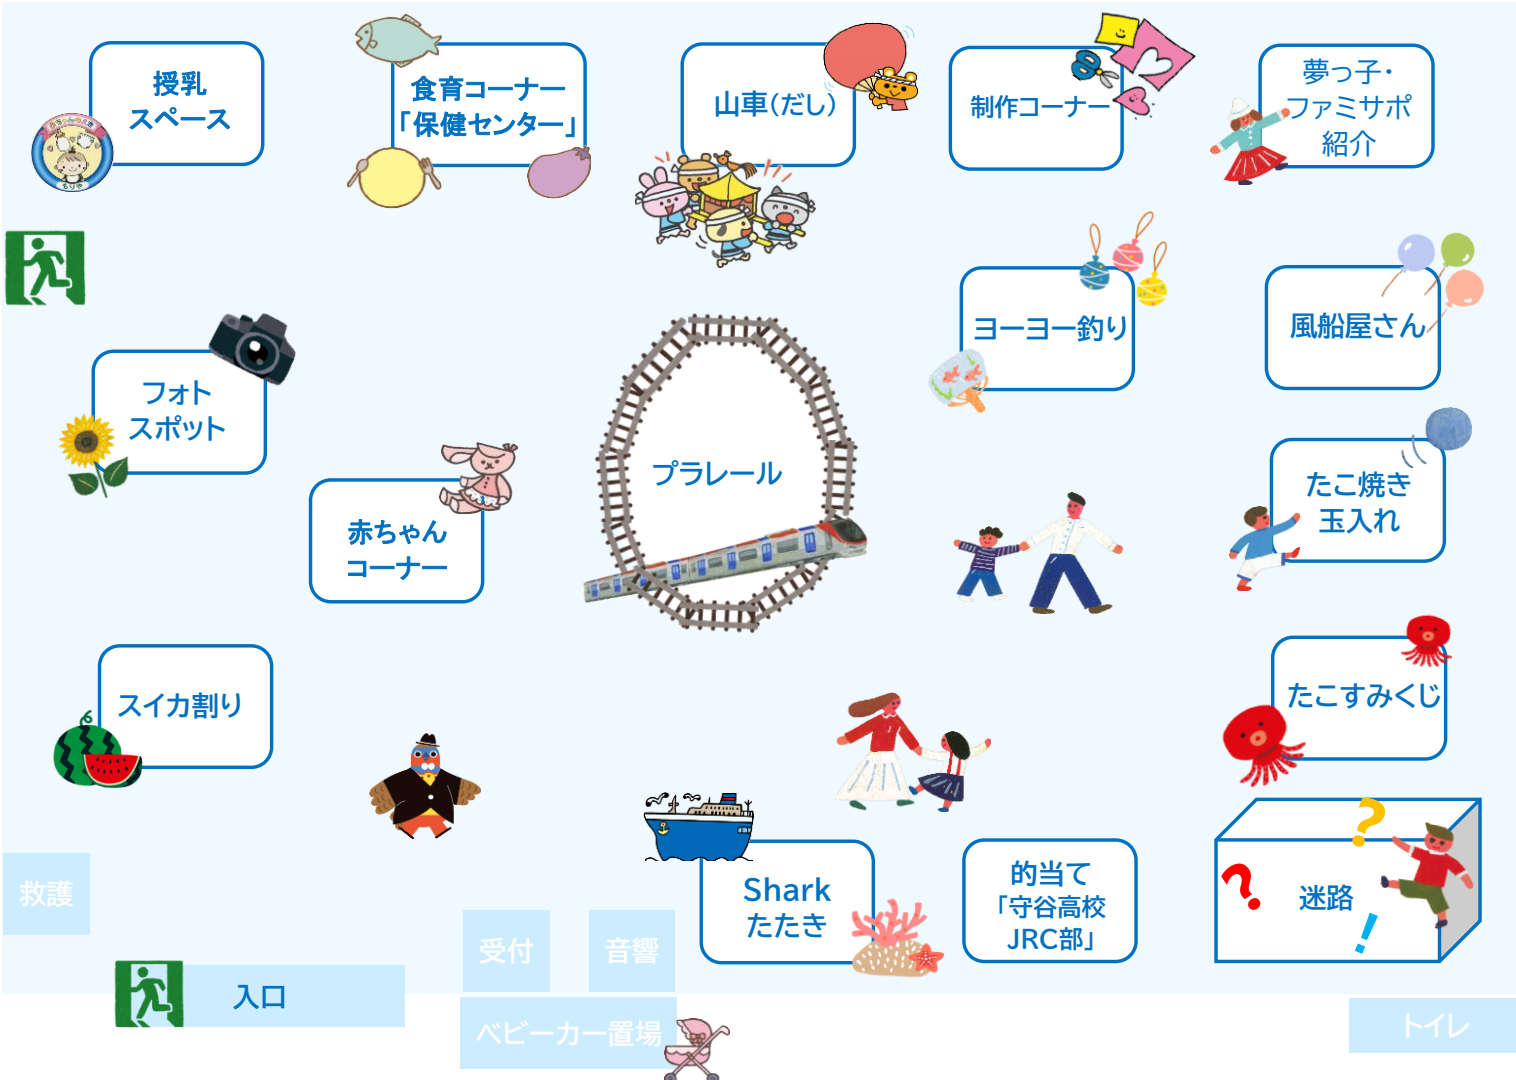 授乳
スペース
食育コーナー
「保健センター」
山車(だし)
制作コーナー
夢っ子・
ファミサポ
紹介
もりや
ヨーヨー釣り
風船屋さん
フォト
スポット
プラレール
たこ焼き
玉入れ
赤ちゃん
コーナー
スイカ割り
たこすみくじ
救護
受付
音響
Shark
たたき
的当て
「守谷高校
JRC部」
?
?
迷路
!
入口
ベビーカー置場
トイレ